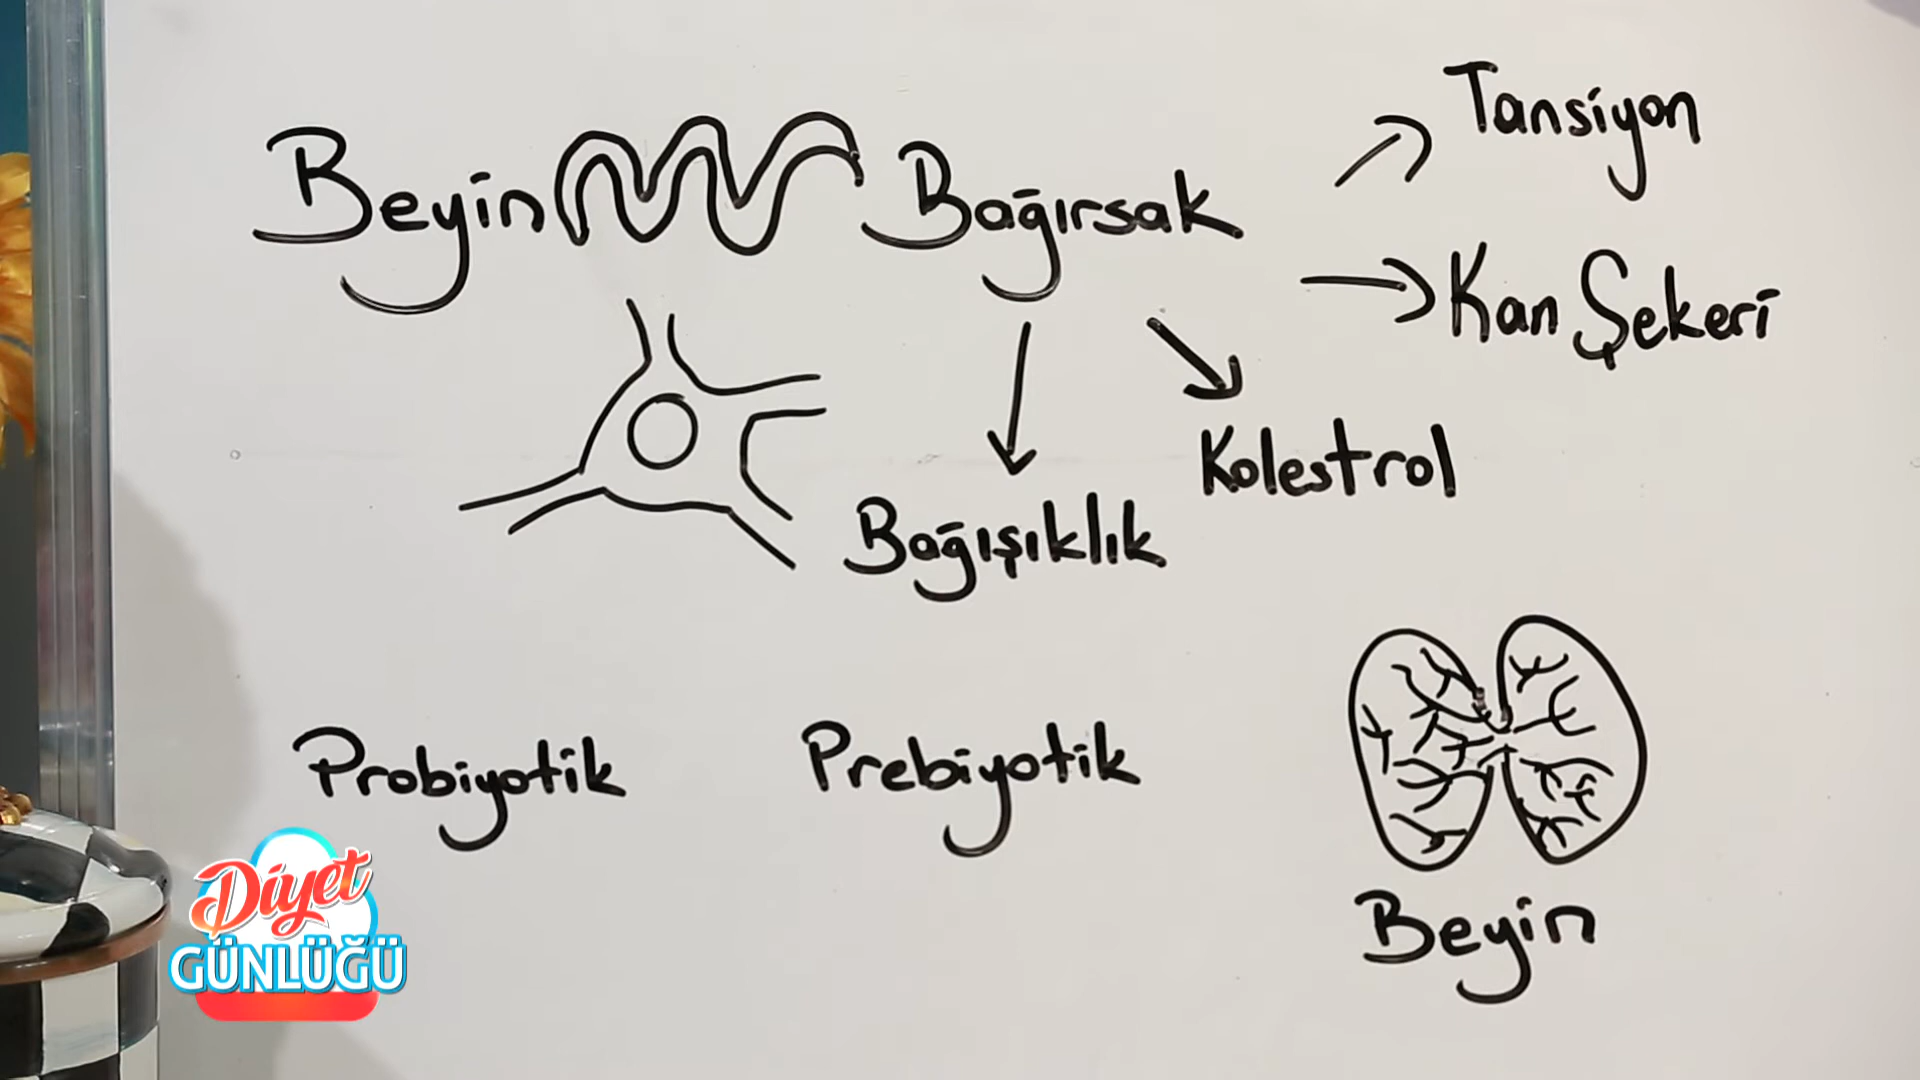 Beyin Bağırsak
Tansiyon
Kan Şekeri
Kolestrol
Bağışıklık
Probiyotik
Prebiyotik
Beyin
Diyet
GÜNLÜĞÜ